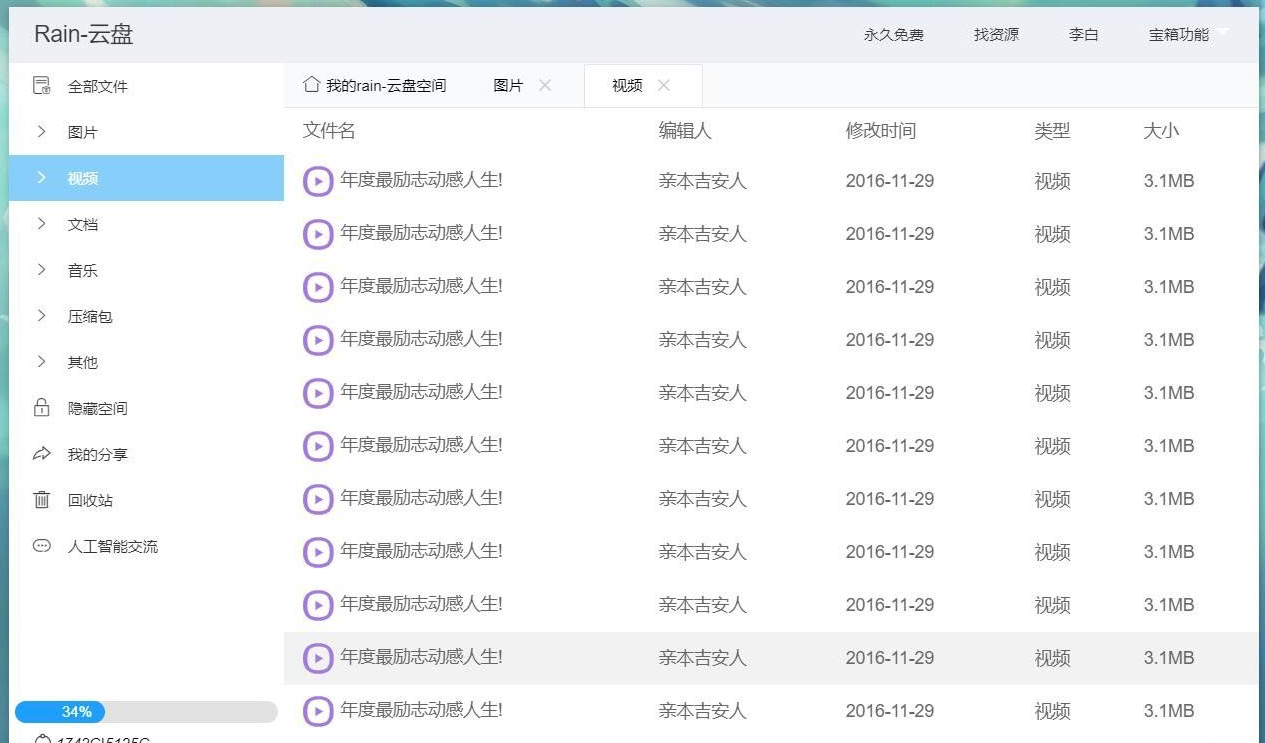 Rain-云盘 永久免费 找资源 李白 宝箱功能
全部文件
图片
视频
文档
音乐
压缩包
其他
隐藏空间
我的分享
回收站
人工智能交流
34%
我的rain-云盘空间 图片 视频
文件名 编辑人 修改时间 类型 大小
年度最励志动感人生! 亲本吉安人 2016-11-29 视频 3.1MB
年度最励志动感人生! 亲本吉安人 2016-11-29 视频 3.1MB
年度最励志动感人生! 亲本吉安人 2016-11-29 视频 3.1MB
年度最励志动感人生! 亲本吉安人 2016-11-29 视频 3.1MB
年度最励志动感人生! 亲本吉安人 2016-11-29 视频 3.1MB
年度最励志动感人生! 亲本吉安人 2016-11-29 视频 3.1MB
年度最励志动感人生! 亲本吉安人 2016-11-29 视频 3.1MB
年度最励志动感人生! 亲本吉安人 2016-11-29 视频 3.1MB
年度最励志动感人生! 亲本吉安人 2016-11-29 视频 3.1MB
年度最励志动感人生! 亲本吉安人 2016-11-29 视频 3.1MB
年度最励志动感人生! 亲本吉安人 2016-11-29 视频 3.1MB